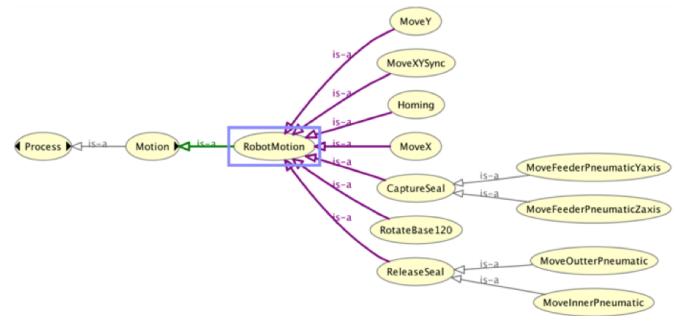 MoveY
is-a
MoveXYSync
is-a
Homing
is-a
Process
is-a
Motion
is-a
RobotMotion
is-a
MoveX
is-a
CaptureSeal
is-a
MoveFeederPneumaticYaxis
is-a
MoveFeederPneumaticZaxis
is-a
RotateBase120
is-a
ReleaseSeal
is-a
MoveOutterPneumatic
is-a
MoveInnerPneumatic